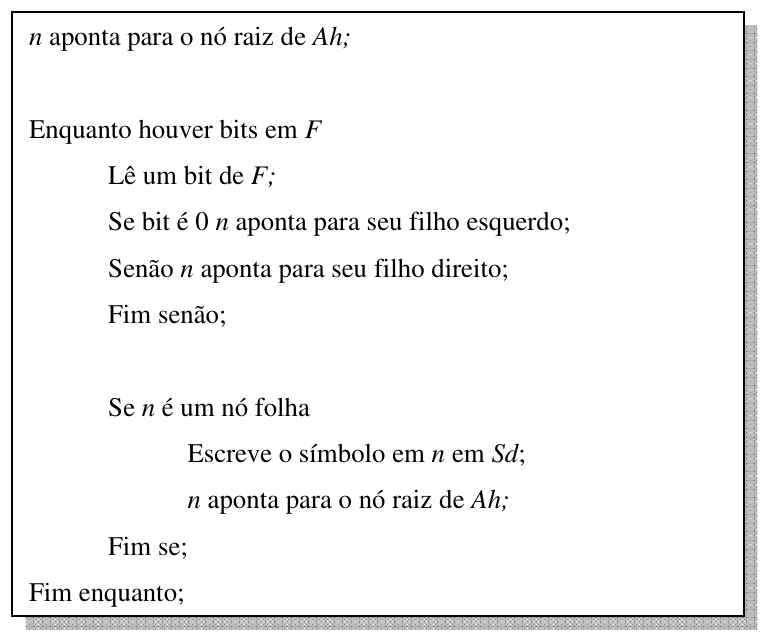 n aponta para o nó raiz de Ah;
Enquanto houver bits em F
Lê um bit de F;
Se bit é 0 n aponta para seu filho esquerdo;
Senão n aponta para seu filho direito;
Fim senão;
Se n é um nó folha
Escreve o símbolo em n em Sd;
n aponta para o nó raiz de Ah;
Fim se;
Fim enquanto;